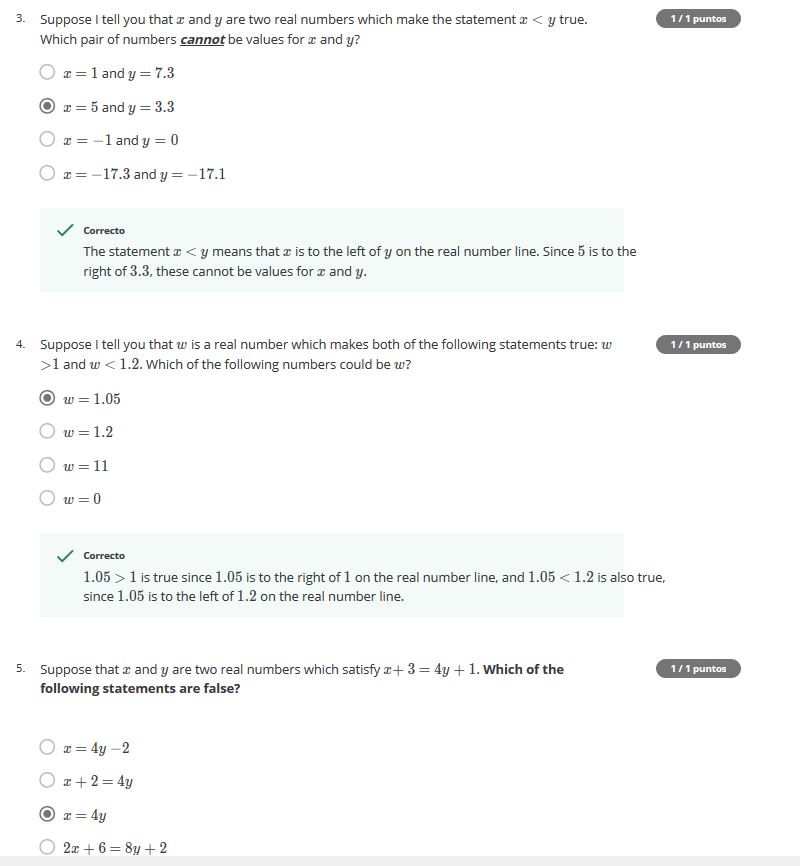 3. Suppose I tell you that x and y are two real numbers which make the statement x < y true. 1 / 1 puntos
Which pair of numbers cannot be values for x and y?
x = 1 and y = 7.3
x = 5 and y = 3.3
x = −1 and y = 0
x = −17.3 and y = −17.1
Correcto
The statement x < y means that x is to the left of y on the real number line. Since 5 is to the
right of 3.3, these cannot be values for x and y.
4. Suppose I tell you that w is a real number which makes both of the following statements true: w 1 / 1 puntos
>1 and w < 1.2. Which of the following numbers could be w?
w = 1.05
w = 1.2
w = 11
w = 0
Correcto
1.05 > 1 is true since 1.05 is to the right of 1 on the real number line, and 1.05 < 1.2 is also true,
since 1.05 is to the left of 1.2 on the real number line.
5. Suppose that x and y are two real numbers which satisfy x+ 3 = 4y + 1. Which of the 1 / 1 puntos
following statements are false?
x = 4y −2
x + 2 = 4y
x = 4y
2x + 6 = 8y + 2